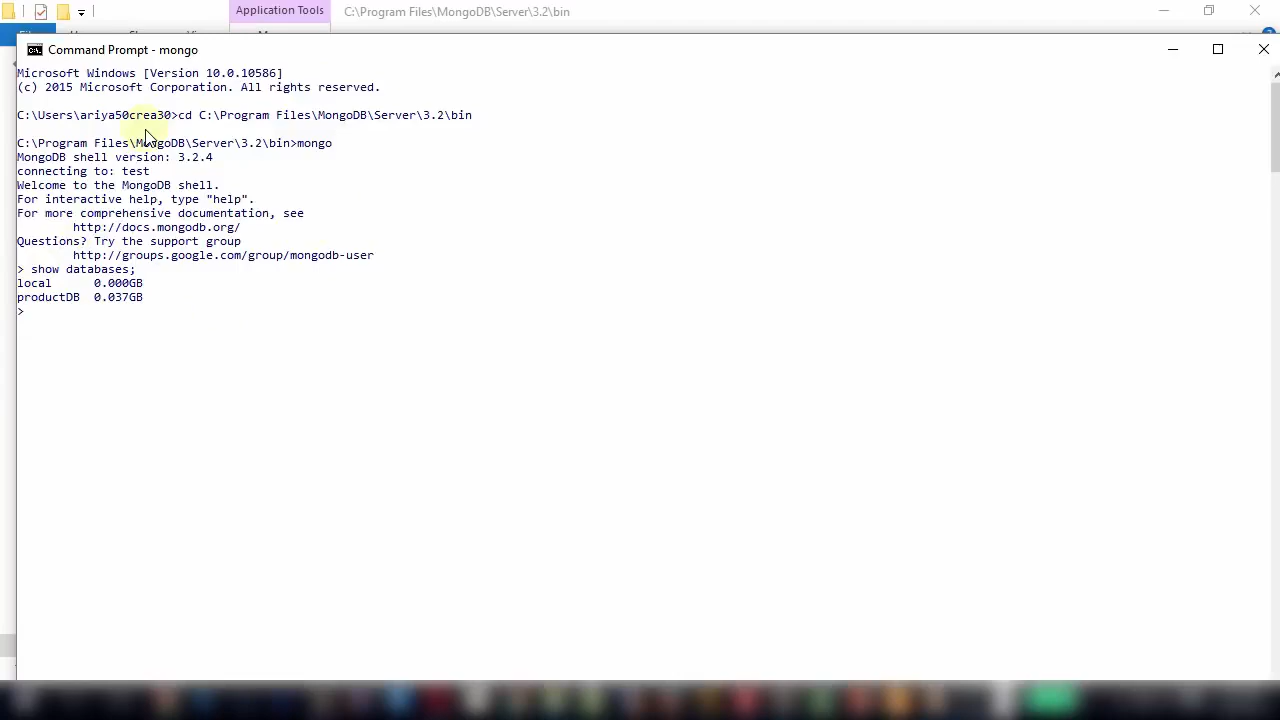 Application Tools
C:\Program Files\MongoDB\Server\3.2\bin
Command Prompt - mongo
Microsoft Windows [Version 10.0.10586]
(c) 2015 Microsoft Corporation. All rights reserved.
C:\Users\ariya50crea30>cd C:\Program Files\MongoDB\Server\3.2\bin
C:\Program Files\MongoDB\Server\3.2\bin>mongo
MongoDB shell version: 3.2.4
connecting to: test
Welcome to the MongoDB shell.
For interactive help, type "help".
For more comprehensive documentation, see
http://docs.mongodb.org/
Questions? Try the support group
http://groups.google.com/group/mongodb-user
> show databases;
local 0.000GB
productDB 0.037GB
>